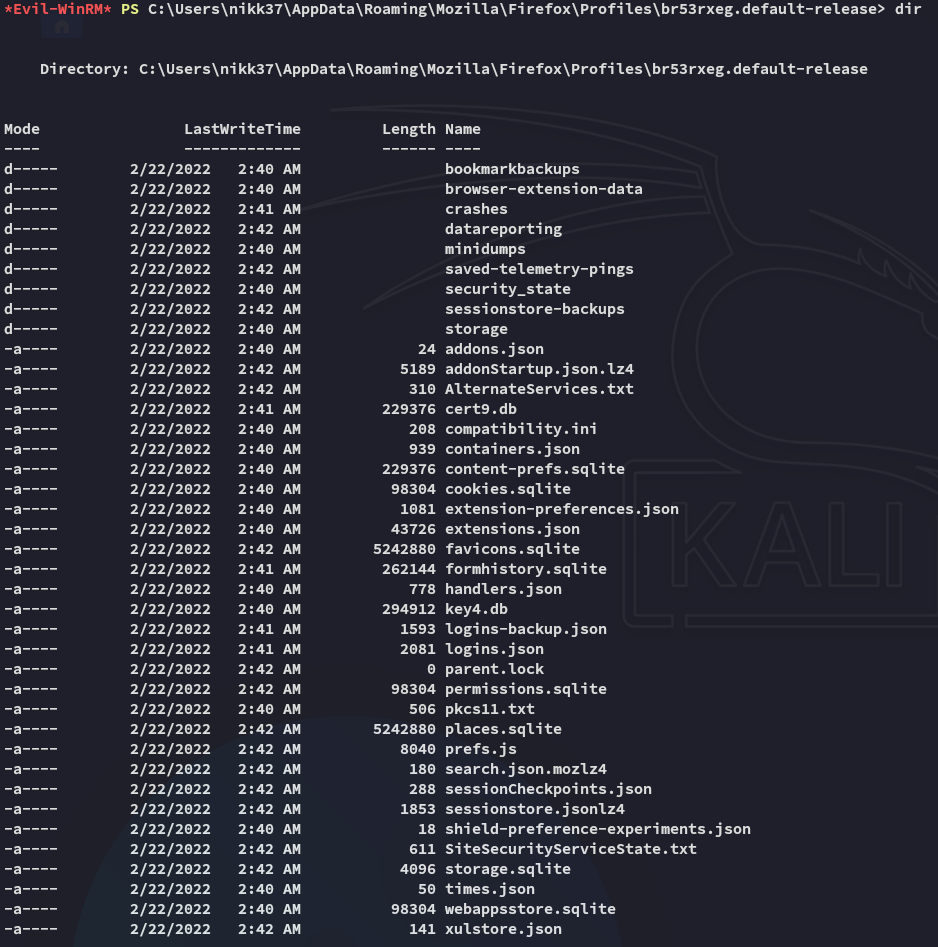 *Evil-WinRM* PS C:\Users\nikk37\AppData\Roaming\Mozilla\Firefox\Profiles\br53rxeg.default-release> dir
Directory: C:\Users\nikk37\AppData\Roaming\Mozilla\Firefox\Profiles\br53rxeg.default-release
Mode LastWriteTime Length Name
---- ------------- ------ ----
d----- 2/22/2022 2:40 AM bookmarkbackups
d----- 2/22/2022 2:40 AM browser-extension-data
d----- 2/22/2022 2:41 AM crashes
d----- 2/22/2022 2:42 AM datareporting
d----- 2/22/2022 2:40 AM minidumps
d----- 2/22/2022 2:42 AM saved-telemetry-pings
d----- 2/22/2022 2:40 AM security_state
d----- 2/22/2022 2:42 AM sessionstore-backups
d----- 2/22/2022 2:40 AM storage
-a---- 2/22/2022 2:40 AM 24 addons.json
-a---- 2/22/2022 2:42 AM 5189 addonStartup.json.lz4
-a---- 2/22/2022 2:42 AM 310 AlternateServices.txt
-a---- 2/22/2022 2:41 AM 229376 cert9.db
-a---- 2/22/2022 2:40 AM 208 compatibility.ini
-a---- 2/22/2022 2:40 AM 939 containers.json
-a---- 2/22/2022 2:40 AM 229376 content-prefs.sqlite
-a---- 2/22/2022 2:40 AM 98304 cookies.sqlite
-a---- 2/22/2022 2:40 AM 1081 extension-preferences.json
-a---- 2/22/2022 2:40 AM 43726 extensions.json
-a---- 2/22/2022 2:42 AM 5242880 favicons.sqlite
-a---- 2/22/2022 2:41 AM 262144 formhistory.sqlite
-a---- 2/22/2022 2:40 AM 778 handlers.json
-a---- 2/22/2022 2:40 AM 294912 key4.db
-a---- 2/22/2022 2:41 AM 1593 logins-backup.json
-a---- 2/22/2022 2:41 AM 2081 logins.json
-a---- 2/22/2022 2:42 AM 0 parent.lock
-a---- 2/22/2022 2:42 AM 98304 permissions.sqlite
-a---- 2/22/2022 2:40 AM 506 pkcs11.txt
-a---- 2/22/2022 2:42 AM 5242880 places.sqlite
-a---- 2/22/2022 2:42 AM 8040 prefs.js
-a---- 2/22/2022 2:42 AM 180 search.json.mozlz4
-a---- 2/22/2022 2:42 AM 288 sessionCheckpoints.json
-a---- 2/22/2022 2:42 AM 1853 sessionstore.jsonlz4
-a---- 2/22/2022 2:40 AM 18 shield-preference-experiments.json
-a---- 2/22/2022 2:42 AM 611 SiteSecurityServiceState.txt
-a---- 2/22/2022 2:42 AM 4096 storage.sqlite
-a---- 2/22/2022 2:40 AM 50 times.json
-a---- 2/22/2022 2:40 AM 98304 webappsstore.sqlite
-a---- 2/22/2022 2:42 AM 141 xulstore.json
KALI